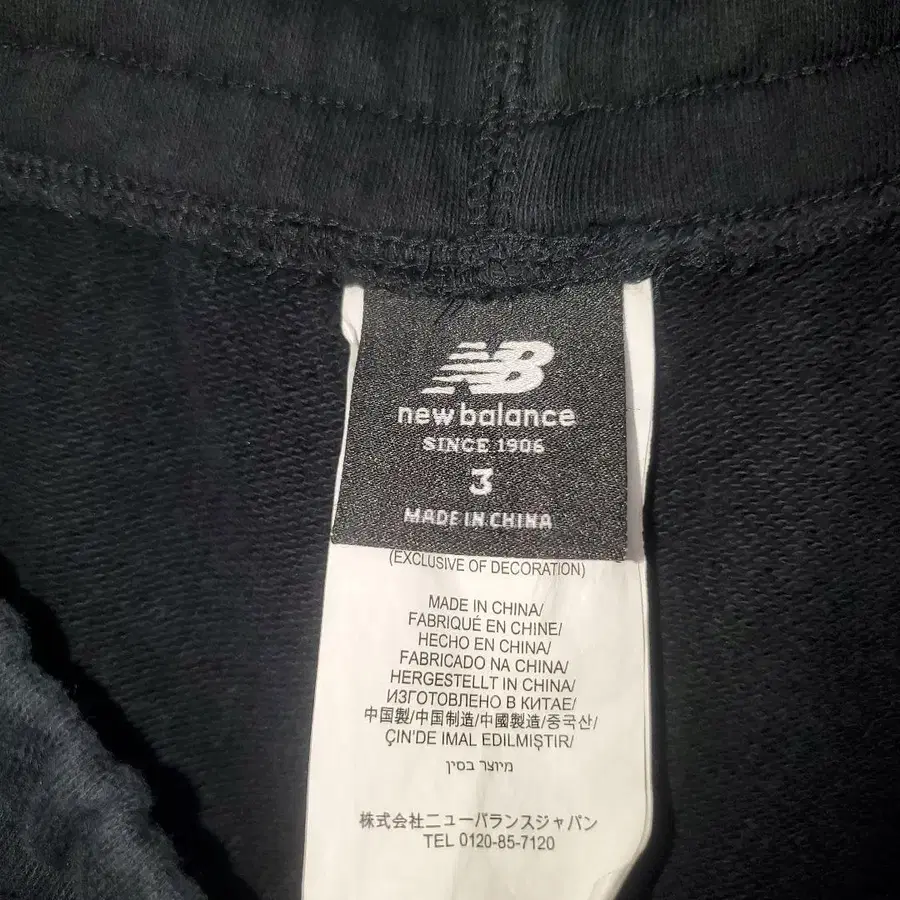 NB
new balance
SINCE 1906
3
MADE IN CHINA
(EXCLUSIVE OF DECORATION)
MADE IN CHINA/
FABRIQUÉ EN CHINE/
HECHO EN CHINA/
FABRICADO NA CHINA/
HERGESTELLT IN CHINA/
ИЗГОТОВЛЕНО В КИТАЕ/
中国製/中国制造/中國製造/중국산/
ÇIN'DE IMAL EDILMIŞTIR/
מיוצר בסין
株式会社ニューバランスジャパン
TEL 0120-85-7120